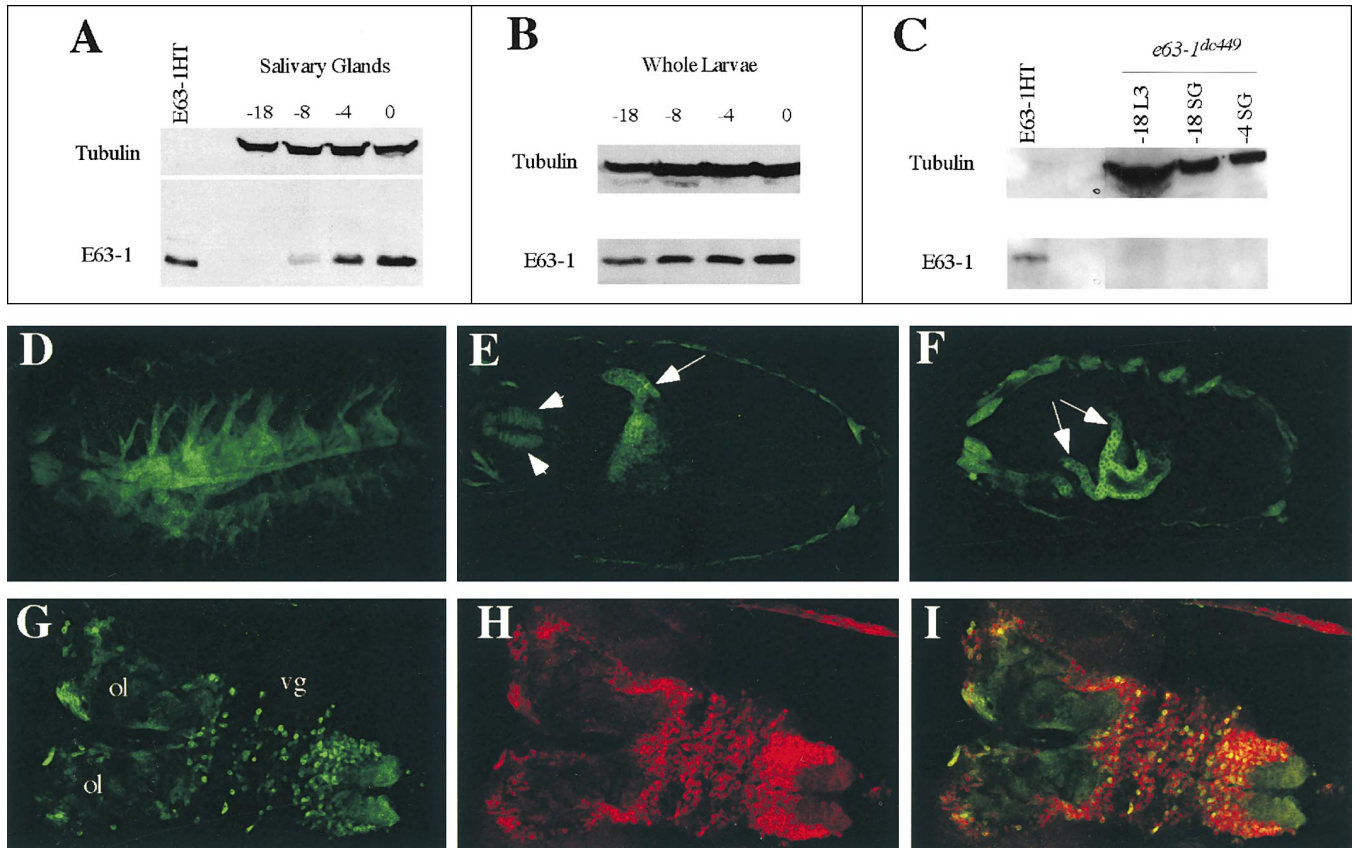 A
E63-1HT
Salivary Glands
-18 -8 -4 0
Tubulin
E63-1
B
Whole Larvae
-18 -8 -4 0
Tubulin
E63-1
C
E63-1HT
e63-1dc449
-18 L3
-18 SG
-4 SG
Tubulin
E63-1
D
E
F
G
ol
vg
ol
H
I